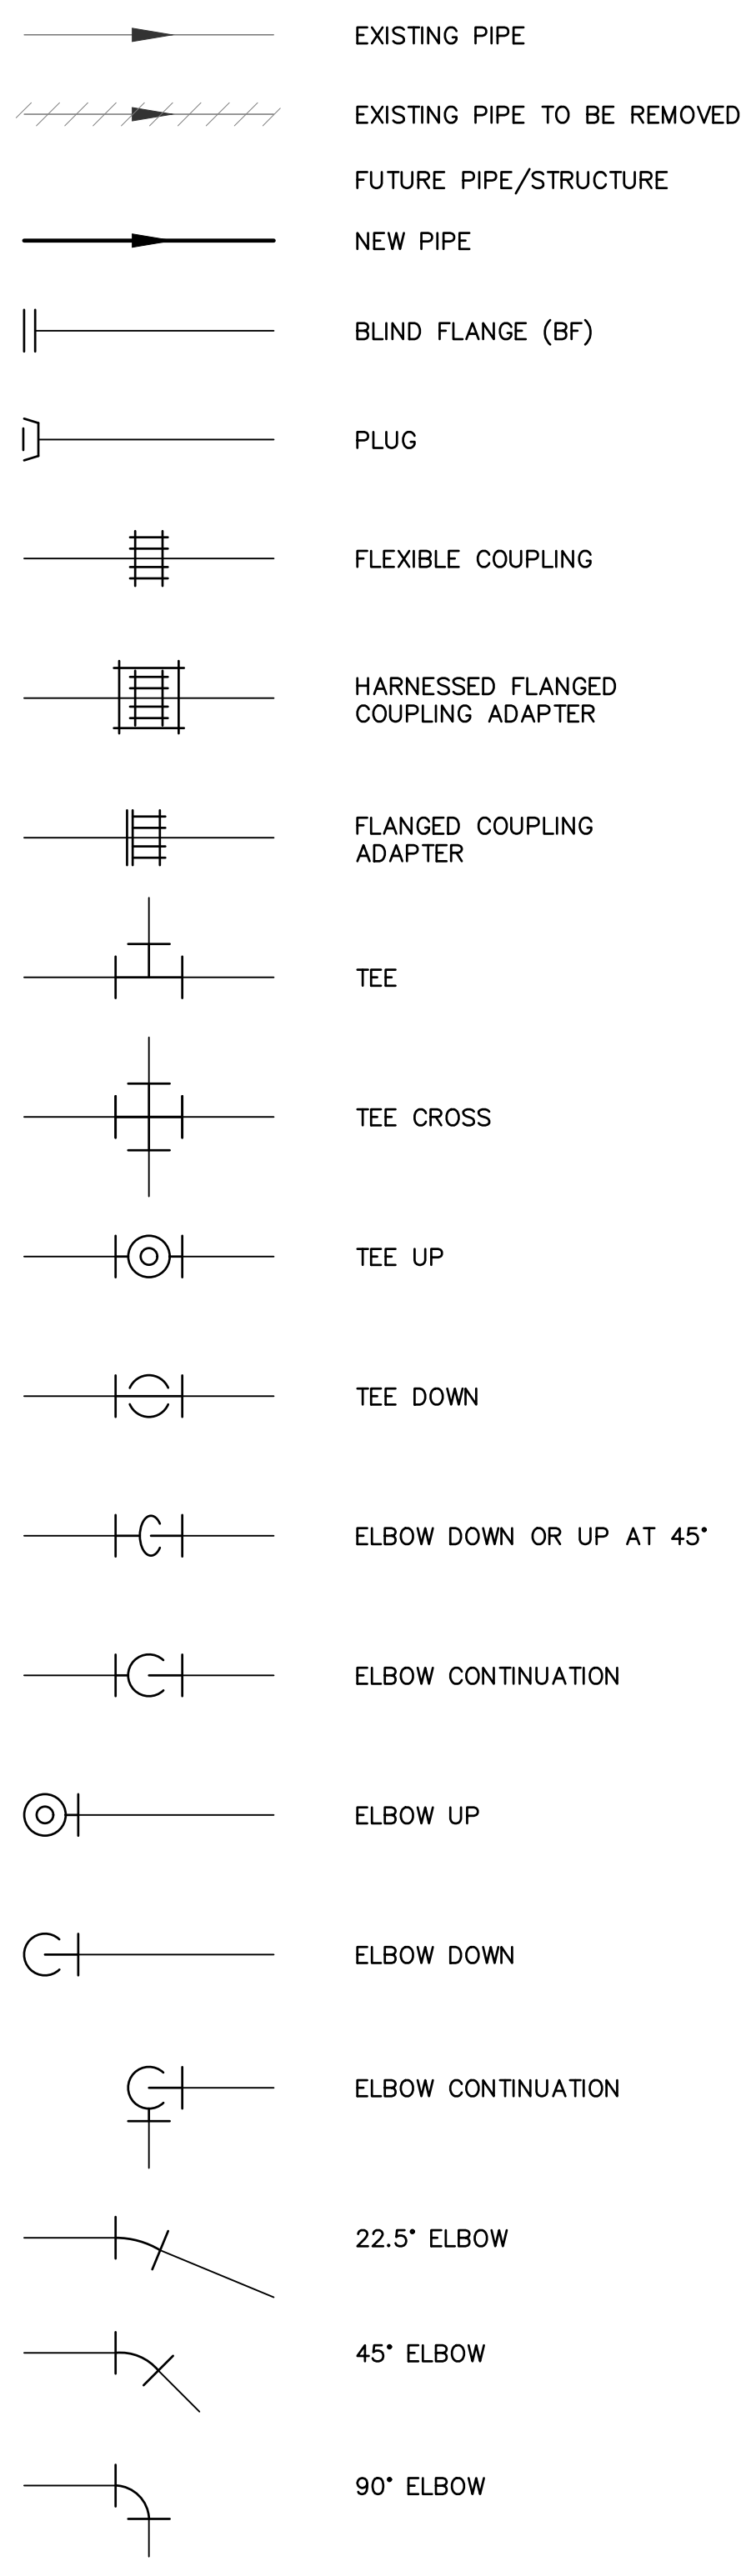 EXISTING PIPE
EXISTING PIPE TO BE REMOVED
FUTURE PIPE/STRUCTURE
NEW PIPE
BLIND FLANGE (BF)
PLUG
FLEXIBLE COUPLING
HARNESSED FLANGED
COUPLING ADAPTER
FLANGED COUPLING
ADAPTER
TEE
TEE CROSS
TEE UP
TEE DOWN
ELBOW DOWN OR UP AT 45°
ELBOW CONTINUATION
ELBOW UP
ELBOW DOWN
ELBOW CONTINUATION
22.5° ELBOW
45° ELBOW
90° ELBOW